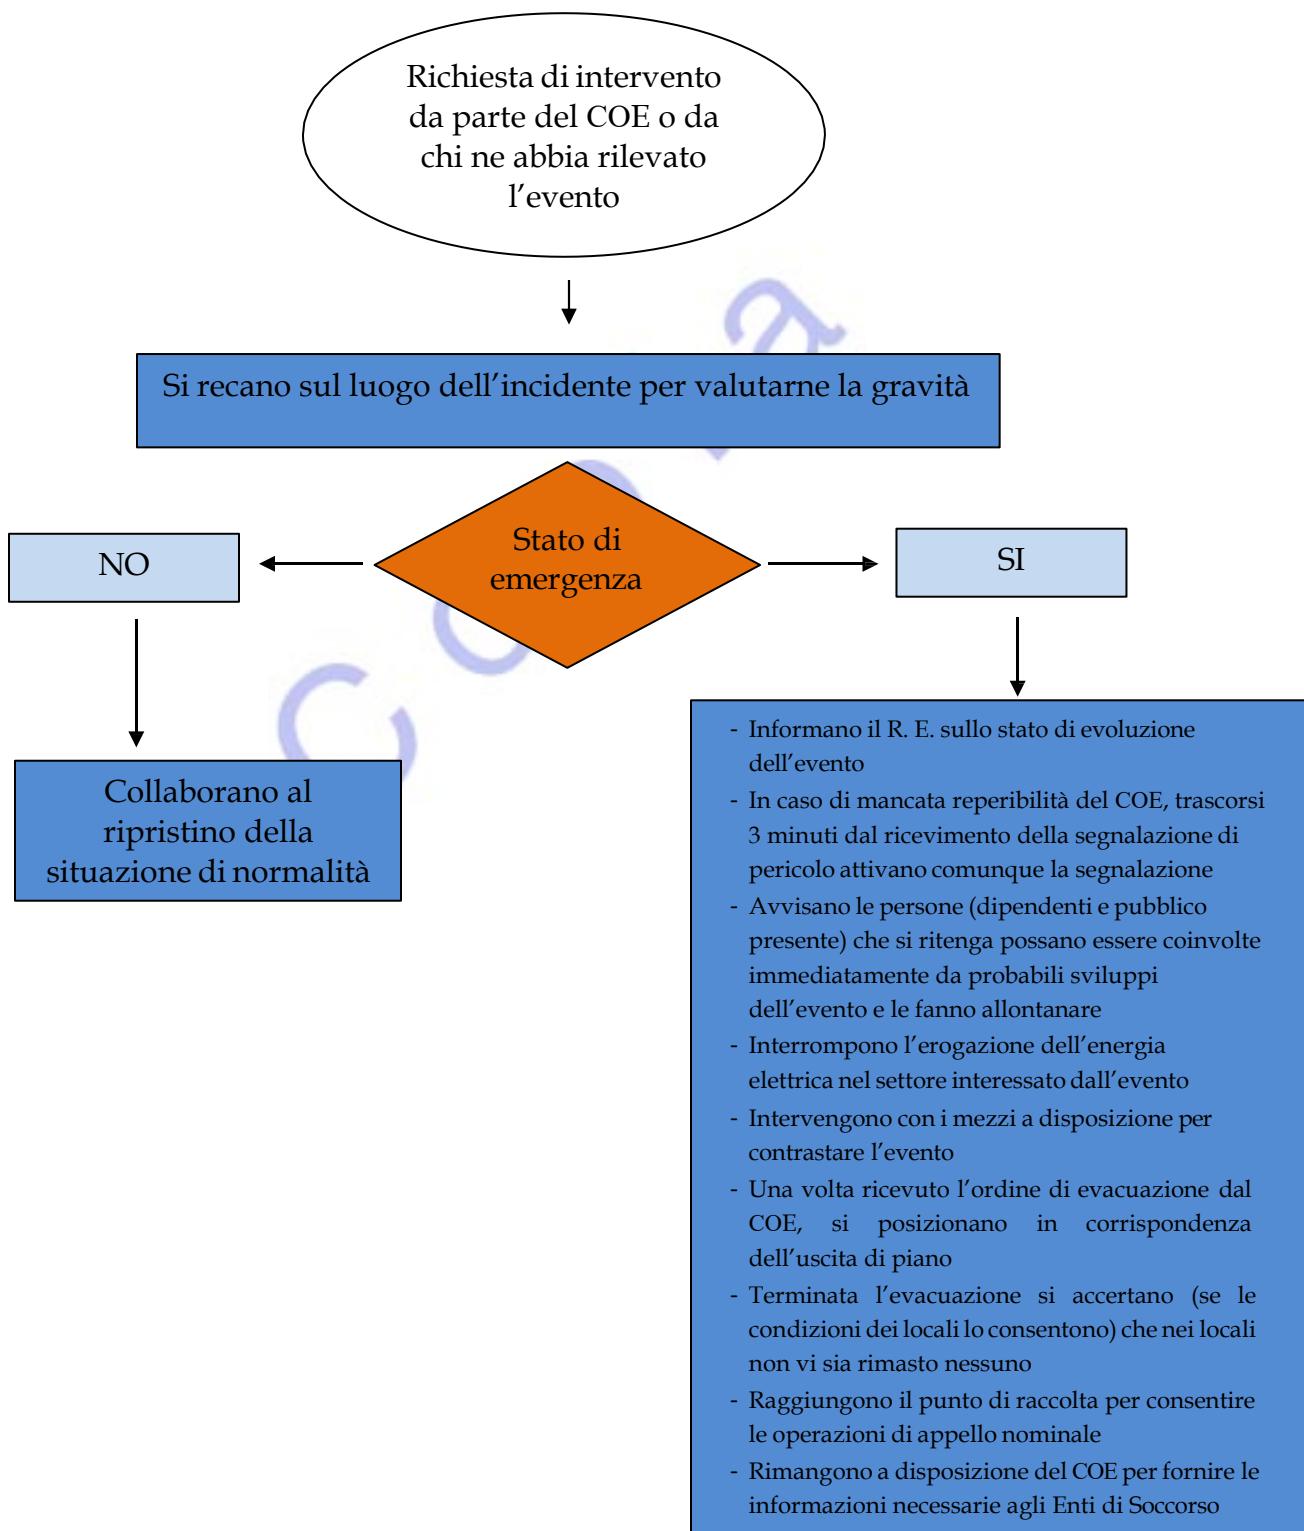 Richiesta di intervento
da parte del COE o da
chi ne abbia rilevato
l'evento
Si recano sul luogo dell'incidente per valutarne la gravità
Stato di
emergenza
NO
SI
Collaborano al
ripristino della
situazione di normalità
- Informano il R. E. sullo stato di evoluzione
dell'evento
- In caso di mancata reperibilità del COE, trascorsi
3 minuti dal ricevimento della segnalazione di
pericolo attivano comunque la segnalazione
- Avvisano le persone (dipendenti e pubblico
presente) che si ritenga possano essere coinvolte
immediatamente da probabili sviluppi
dell'evento e le fanno allontanare
- Interrompono l'erogazione dell'energia
elettrica nel settore interessato dall'evento
- Intervengono con i mezzi a disposizione per
contrastare l'evento
- Una volta ricevuto l'ordine di evacuazione dal
COE, si posizionano in corrispondenza
dell'uscita di piano
- Terminata l'evacuazione si accertano (se le
condizioni dei locali lo consentono) che nei locali
non vi sia rimasto nessuno
- Raggiungono il punto di raccolta per consentire
le operazioni di appello nominale
- Rimangono a disposizione del COE per fornire le
informazioni necessarie agli Enti di Soccorso
Copia